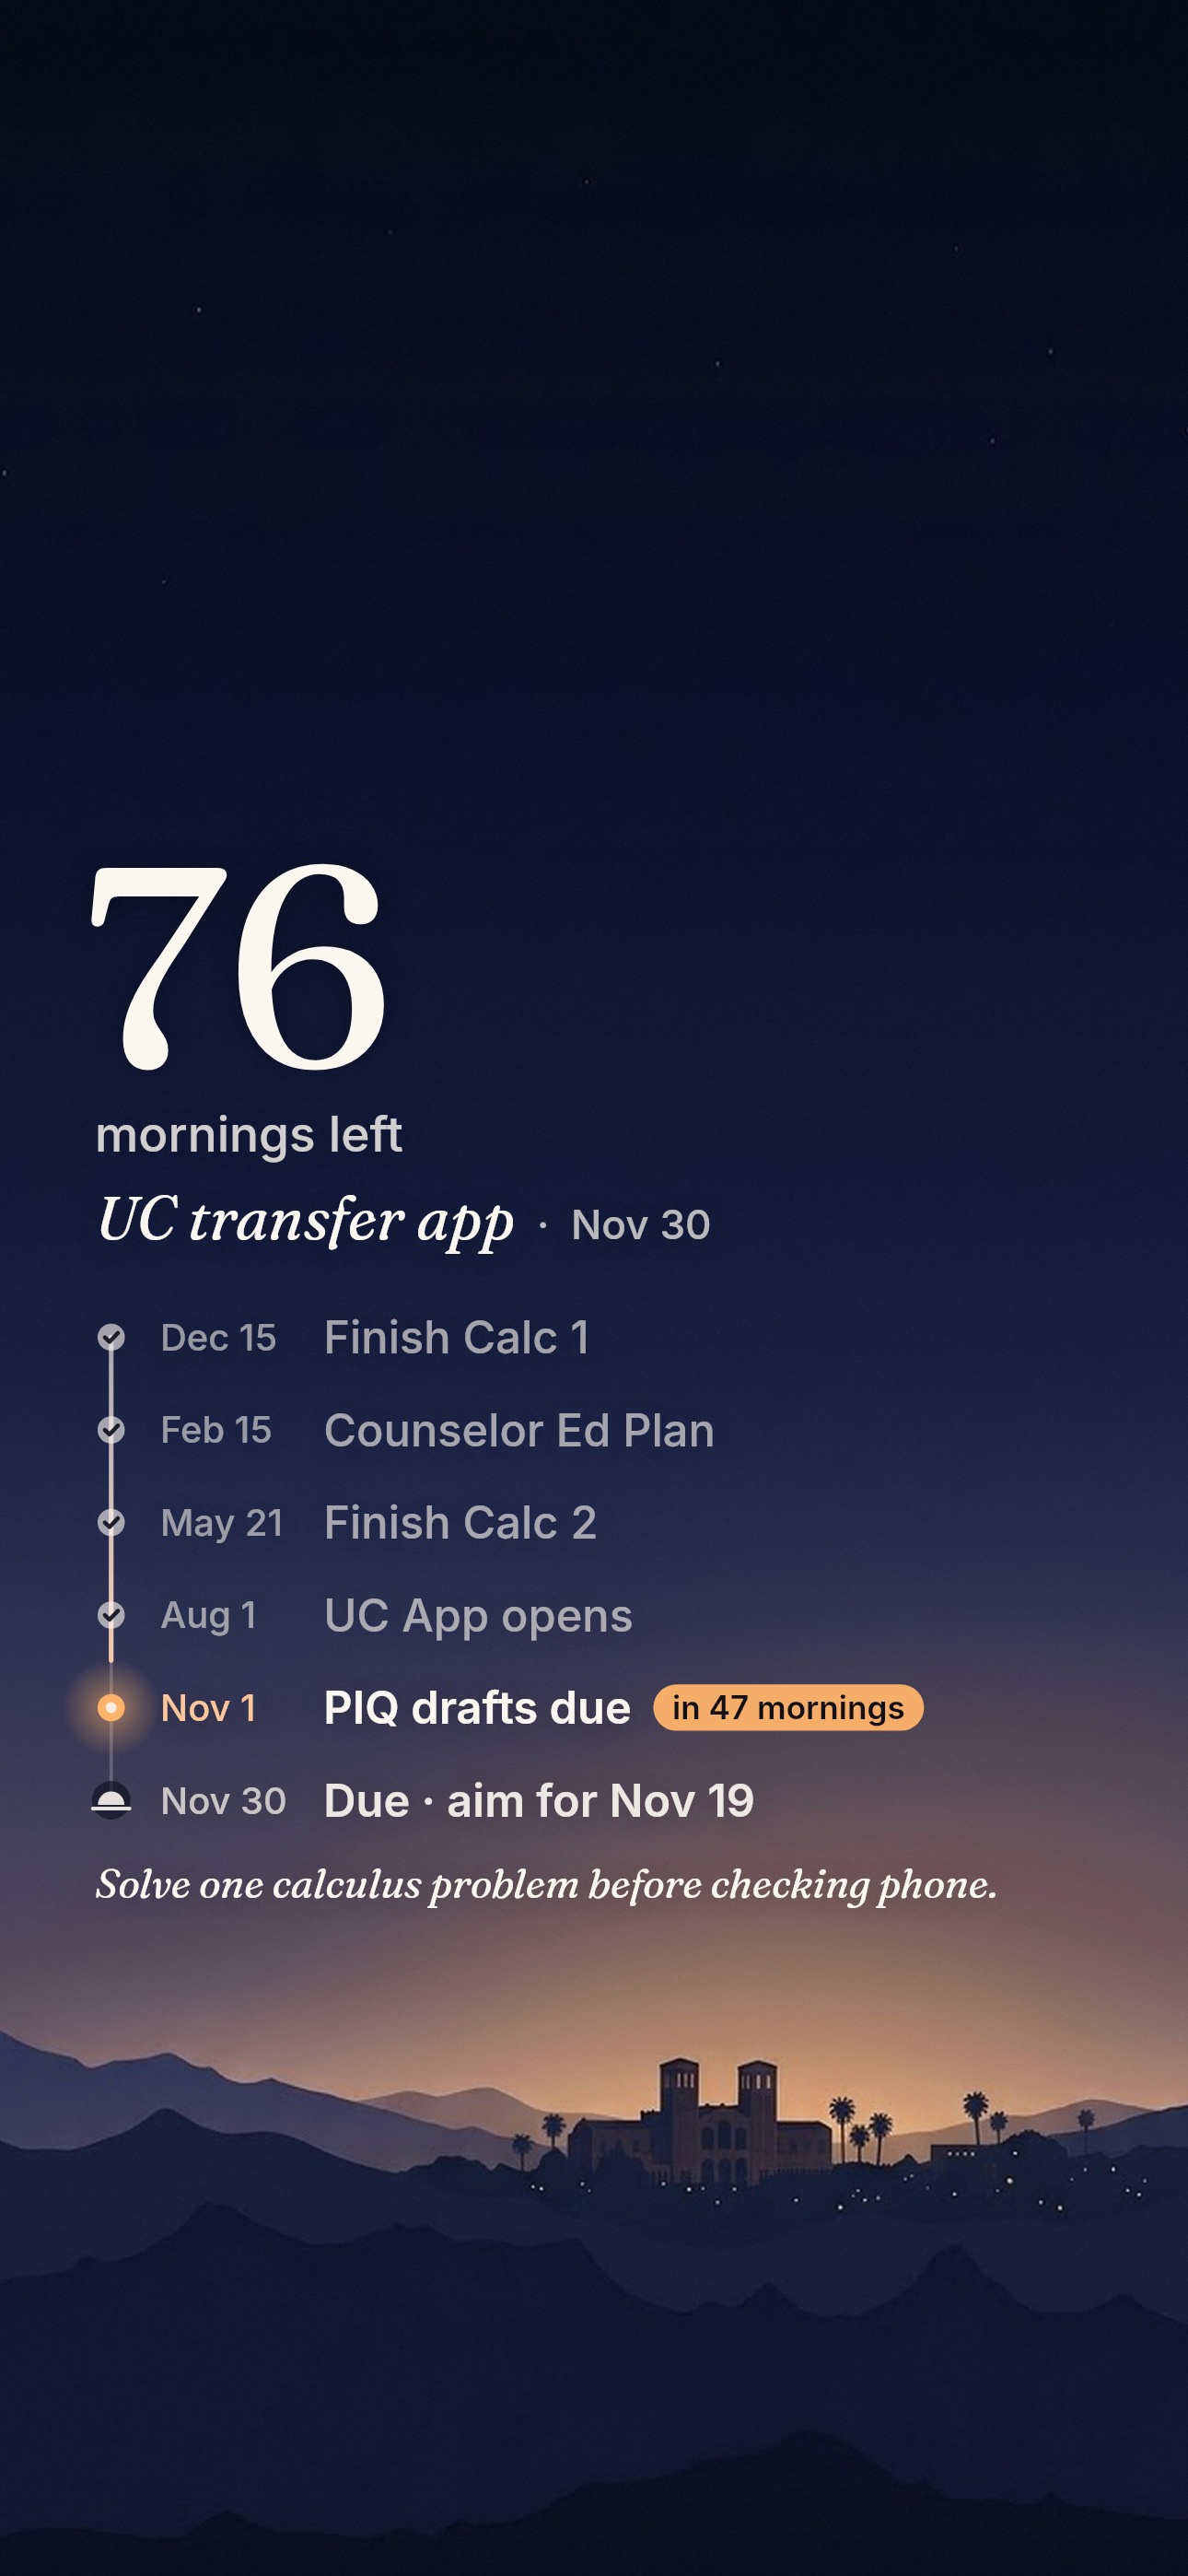 76
mornings left
UC transfer app · Nov 30
Dec 15 Finish Calc 1
Feb 15 Counselor Ed Plan
May 21 Finish Calc 2
Aug 1 UC App opens
Nov 1 PIQ drafts due in 47 mornings
Nov 30 Due · aim for Nov 19
Solve one calculus problem before checking phone.